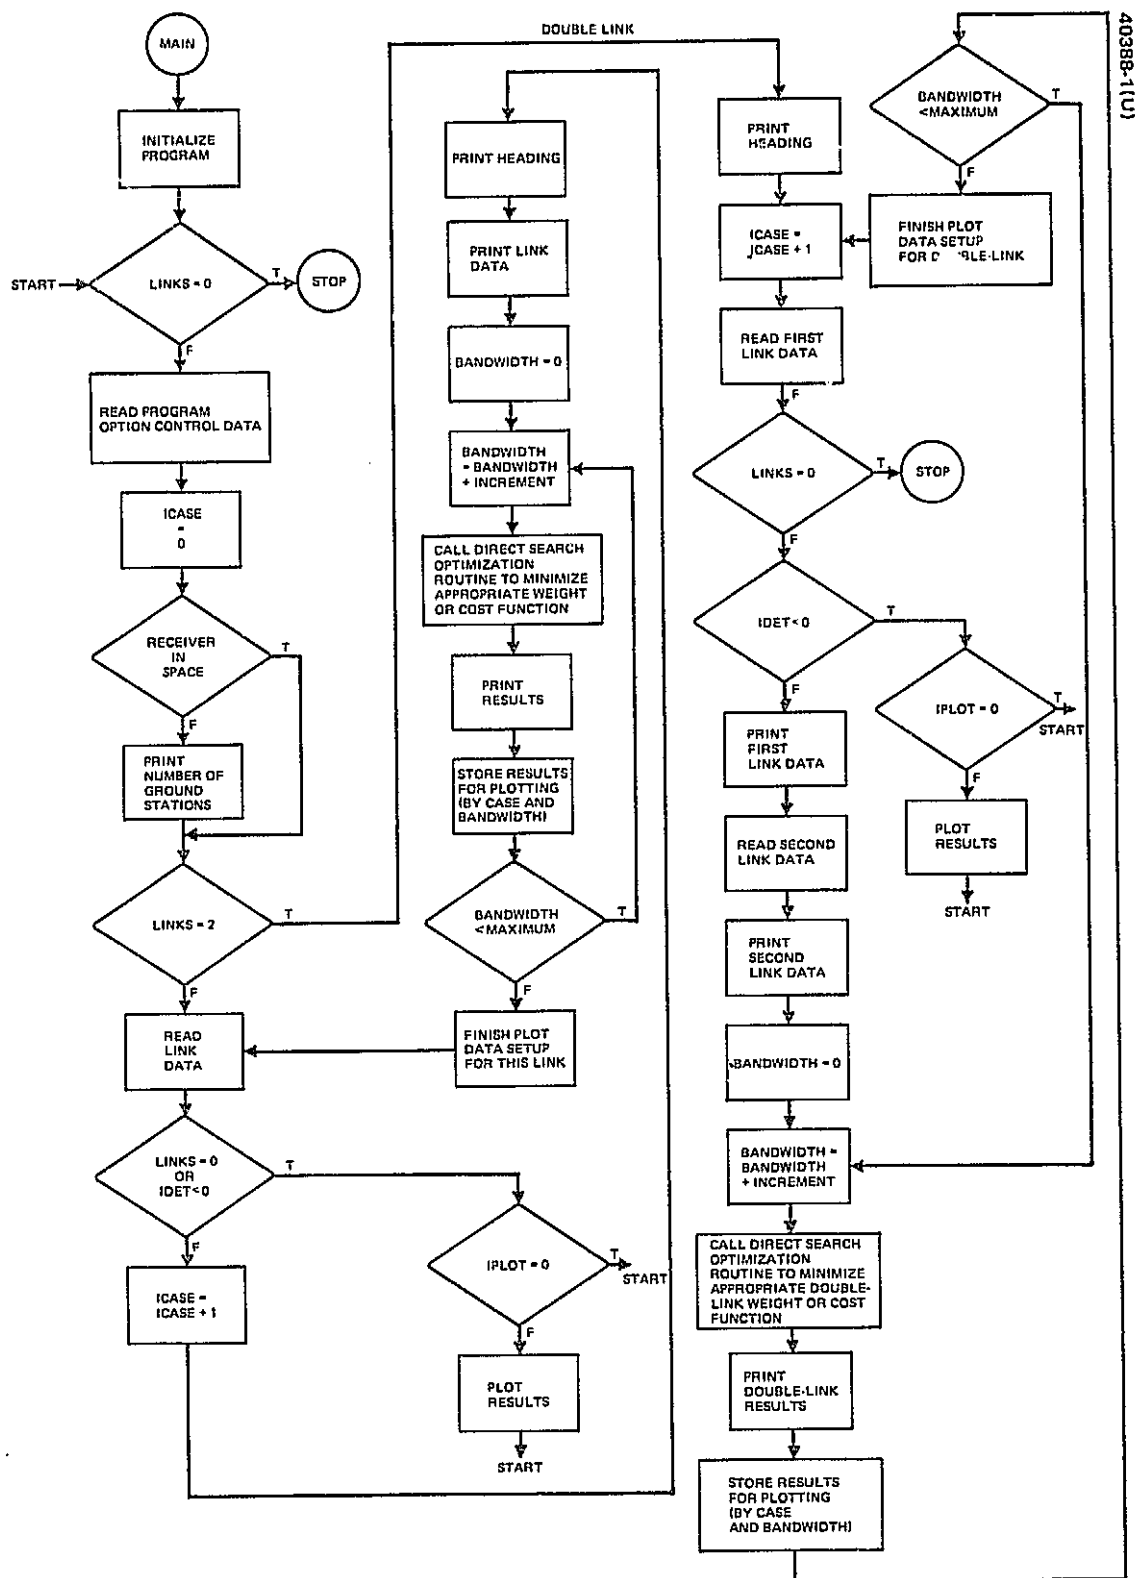 40388-1(U)
MAIN
INITIALIZE
PROGRAM
START
LINKS = 0
T
STOP
F
READ PROGRAM
OPTION CONTROL DATA
ICASE
=
0
RECEIVER
IN
SPACE
T
F
PRINT
NUMBER OF
GROUND
STATIONS
LINKS = 2
T
F
READ
LINK
DATA
LINKS = 0
OR
IDET<0
T
F
ICASE =
ICASE + 1
DOUBLE LINK
PRINT HEADING
PRINT LINK
DATA
BANDWIDTH = 0
BANDWIDTH
= BANDWIDTH
+ INCREMENT
CALL DIRECT SEARCH
OPTIMIZATION
ROUTINE TO MINIMIZE
APPROPRIATE WEIGHT
OR COST FUNCTION
PRINT
RESULTS
STORE RESULTS
FOR PLOTTING
(BY CASE AND
BANDWIDTH)
BANDWIDTH
<MAXIMUM
T
F
FINISH PLOT
DATA SETUP
FOR THIS LINK
IPLOT = 0
T
START
F
PLOT
RESULTS
START
PRINT
HEADING
ICASE =
ICASE + 1
READ FIRST
LINK DATA
F
LINKS = 0
T
STOP
F
IDET<0
T
F
PRINT
FIRST
LINK DATA
READ SECOND
LINK DATA
PRINT
SECOND
LINK DATA
BANDWIDTH = 0
BANDWIDTH =
BANDWIDTH
+ INCREMENT
CALL DIRECT SEARCH
OPTIMIZATION
ROUTINE TO MINIMIZE
APPROPRIATE DOUBLE-
LINK WEIGHT OR COST
FUNCTION
PRINT
DOUBLE-LINK
RESULTS
STORE RESULTS
FOR PLOTTING
(BY CASE
AND BANDWIDTH)
BANDWIDTH
<MAXIMUM
T
F
FINISH PLOT
DATA SETUP
FOR
IPLOT = 0
T
START
F
PLOT
RESULTS
START